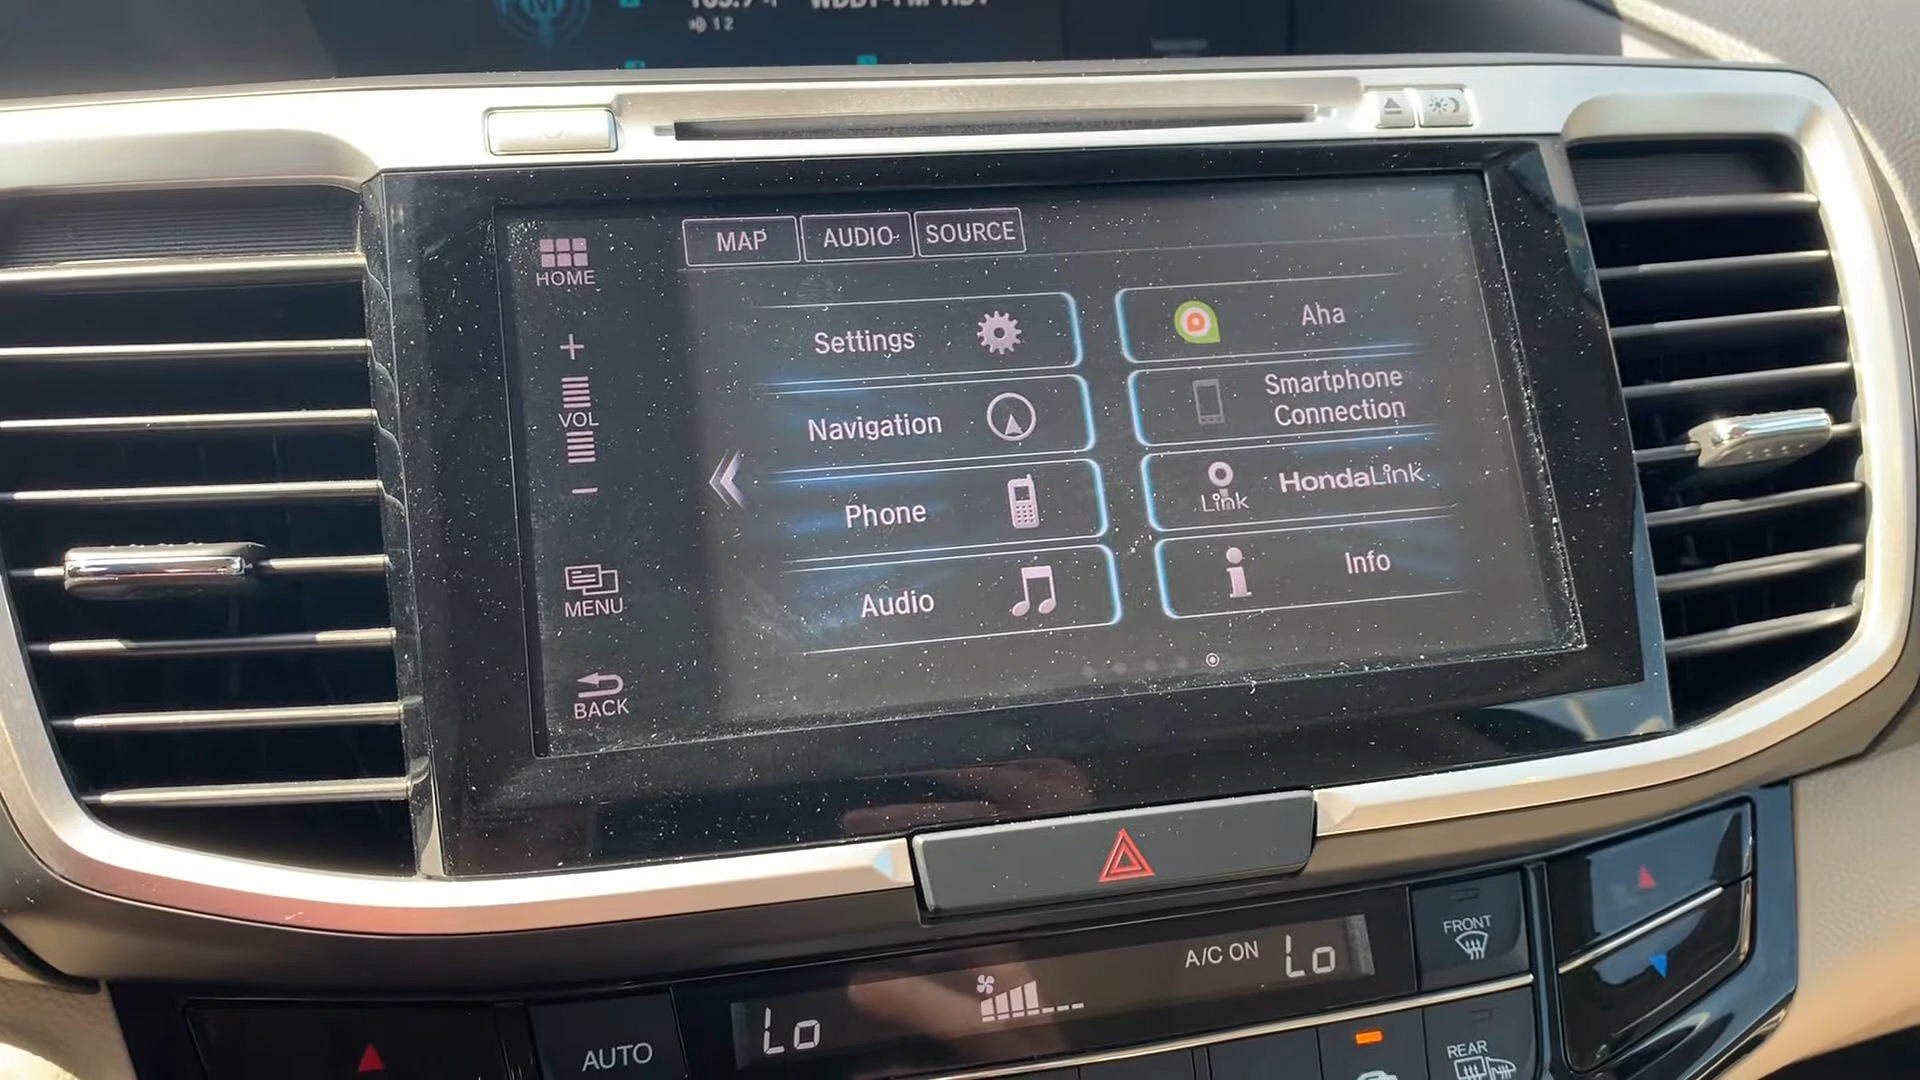 12
HOME
VOL
MENU
BACK
MAP
AUDIO
SOURCE
Settings
Navigation
Phone
Audio
Aha
Smartphone
Connection
Link HondaLink
Info
A/C ON Lo
Lo
AUTO
FRONT
REAR